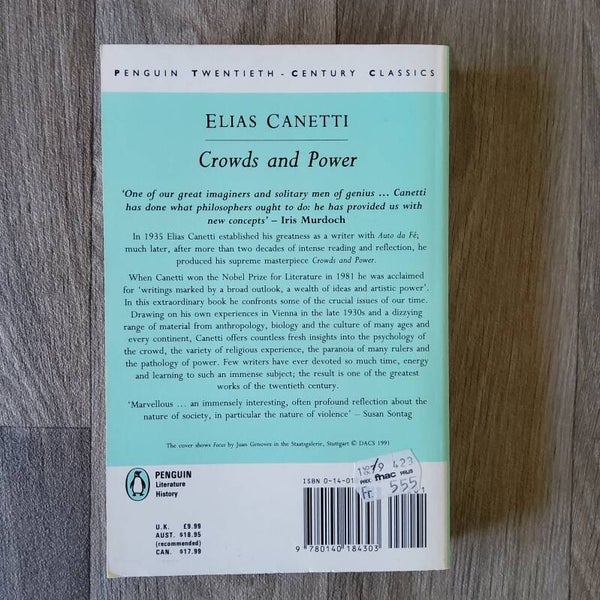 PENGUIN TWENTIETH - CENTURY CLASSICS
ELIAS CANETTI
Crowds and Power
‘One of our great imaginers and solitary men of genius ... Canetti
has done what philosophers ought to do: he has provided us with
new concepts’ – Iris Murdoch
In 1935 Elias Canetti established his greatness as a writer with Auto da Fé;
much later, after more than two decades of intense reading and reflection, he
produced his supreme masterpiece Crowds and Power.
When Canetti won the Nobel Prize for Literature in 1981 he was acclaimed
for ‘writings marked by a broad outlook, a wealth of ideas and artistic power’.
In this extraordinary book he confronts some of the crucial issues of our time.
Drawing on his own experiences in Vienna in the late 1930s and a dizzying
range of material from anthropology, biology and the culture of many ages and
every continent, Canetti offers countless fresh insights into the psychology of
the crowd, the variety of religious experience, the paranoia of many rulers and
the pathology of power. Few writers have ever devoted so much time, energy
and learning to such an immense subject; the result is one of the greatest
works of the twentieth century.
‘Marvellous ... an immensely interesting, often profound reflection about the
nature of society, in particular the nature of violence’ – Susan Sontag
The cover shows Focus by Juan Genoves in the Staatsgalerie, Stuttgart © DACS 1991
PENGUIN
Literature
History
U.K. £9.99
AUST. $18.95
(recommended)
CAN. $17.99
ISBN 0-14-01
423
PRIX fnac PLUS
Fr. 555
9 780140 184303